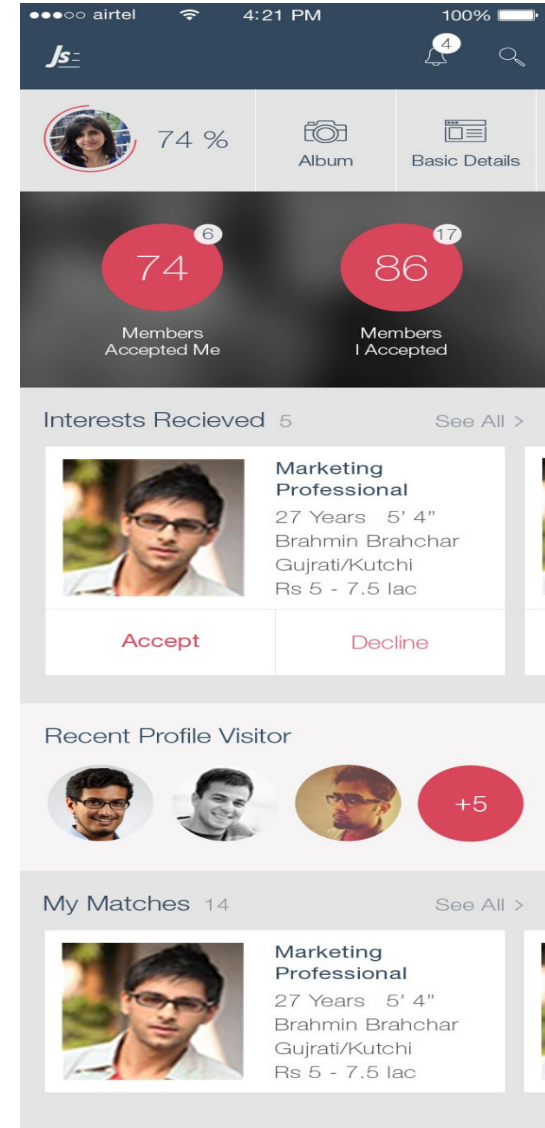 airtel 4:21 PM 100%
JS 4
74 %
Album
Basic Details
74 6
86 17
Members
Accepted Me
Members
I Accepted
Interests Recieved 5 See All >
Marketing
Professional
27 Years 5' 4"
Brahmin Brahchar
Gujrati/Kutchi
Rs 5 - 7.5 lac
Accept
Decline
Recent Profile Visitor
+5
My Matches 14 See All >
Marketing
Professional
27 Years 5' 4"
Brahmin Brahchar
Gujrati/Kutchi
Rs 5 - 7.5 lac